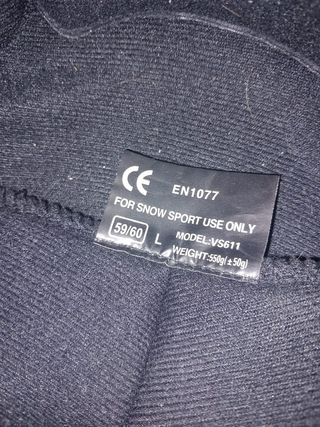 CE EN1077
FOR SNOW SPORT USE ONLY
59/60 L MODEL:VS611
WEIGHT:550g(±50g)